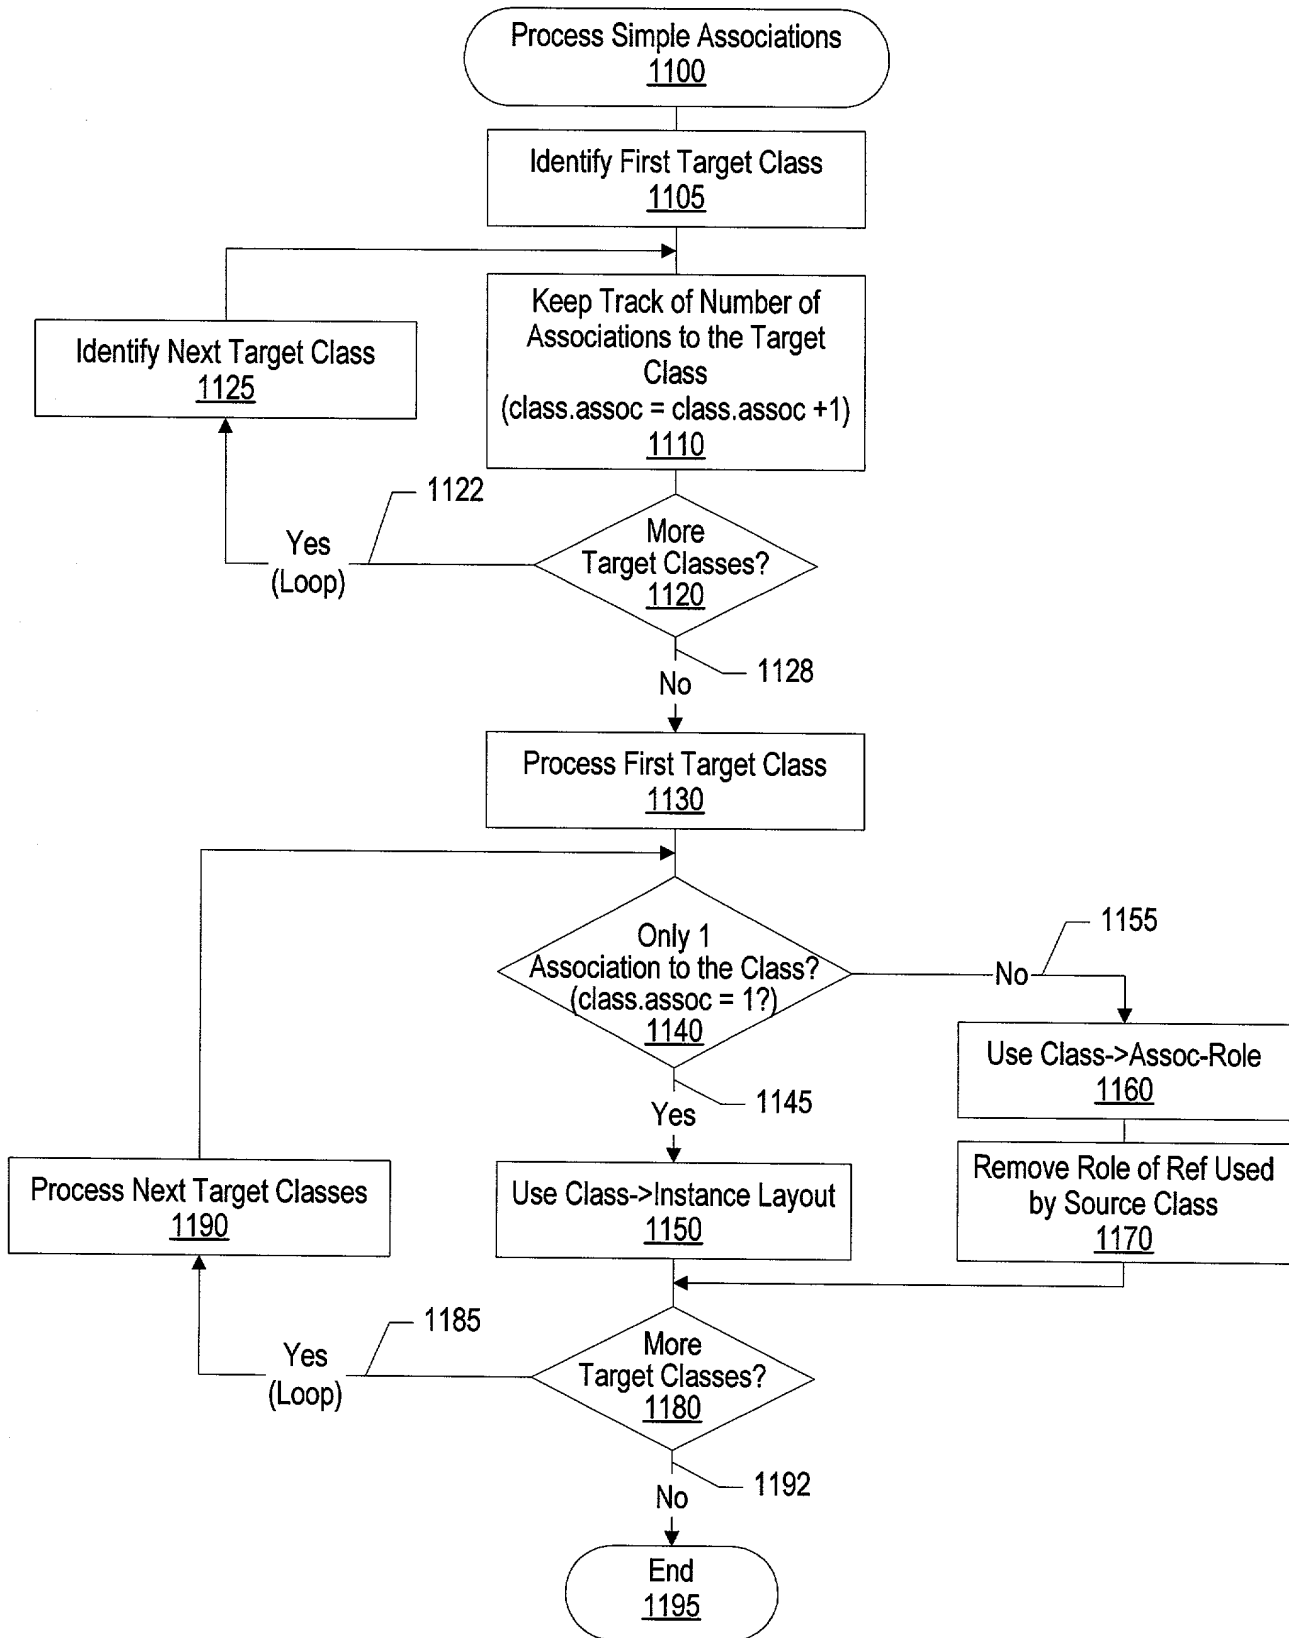 Process Simple Associations
1100
Identify First Target Class
1105
Keep Track of Number of
Associations to the Target
Class
(class.assoc = class.assoc +1)
1110
Identify Next Target Class
1125
1122
Yes
(Loop)
More
Target Classes?
1120
1128
No
Process First Target Class
1130
Only 1
Association to the Class?
(class.assoc = 1?)
1140
1155
No
Use Class->Assoc-Role
1160
Remove Role of Ref Used
by Source Class
1170
1145
Yes
Use Class->Instance Layout
1150
Process Next Target Classes
1190
1185
Yes
(Loop)
More
Target Classes?
1180
1192
No
End
1195